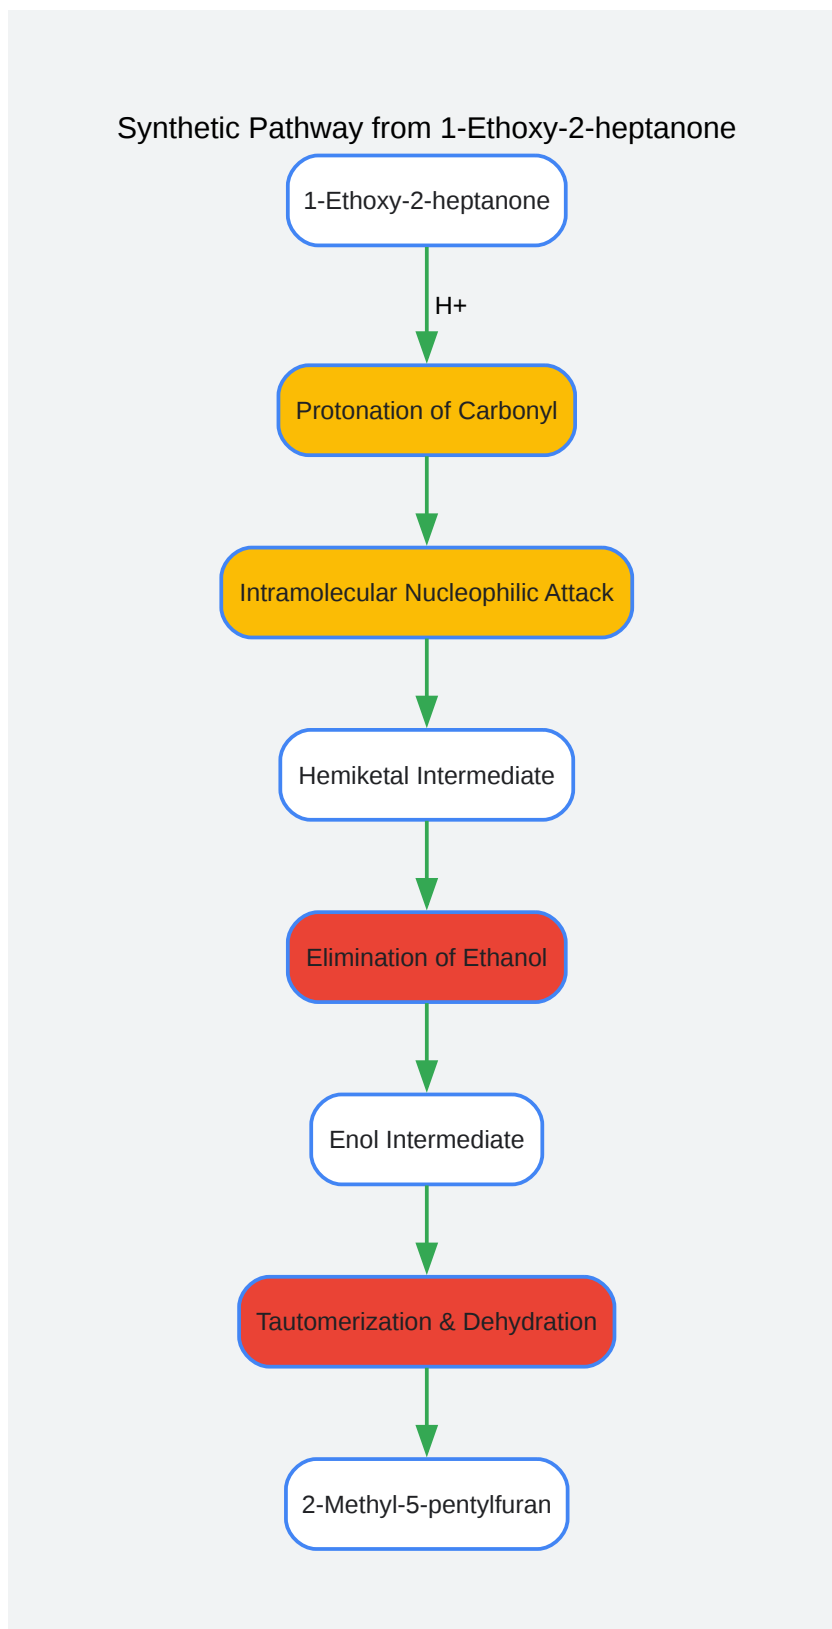 Synthetic Pathway from 1-Ethoxy-2-heptanone
1-Ethoxy-2-heptanone
H+
Protonation of Carbonyl
Intramolecular Nucleophilic Attack
Hemiketal Intermediate
Elimination of Ethanol
Enol Intermediate
Tautomerization & Dehydration
2-Methyl-5-pentylfuran